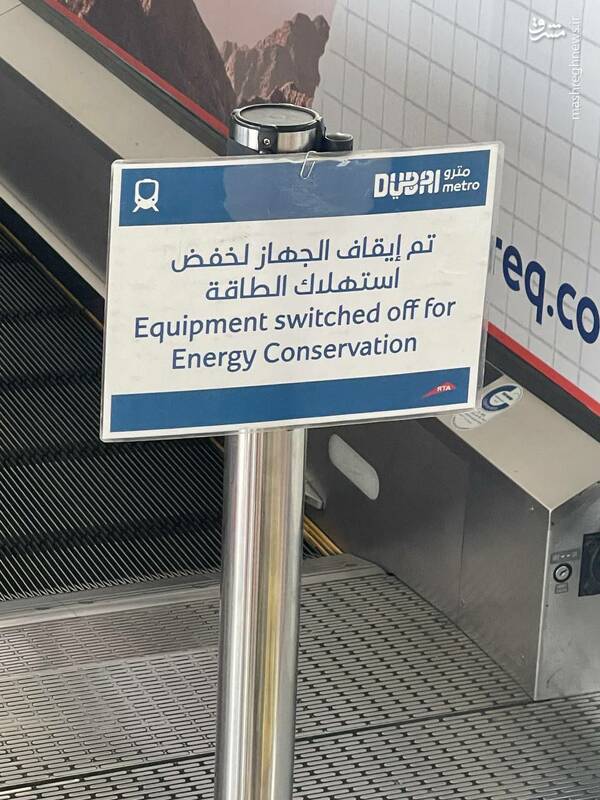 مشرق
mashreghnews.ir
DUBAI مترو metro
تم إيقاف الجهاز لخفض
استهلاك الطاقة
Equipment switched off for
Energy Conservation
RTA
eq.co